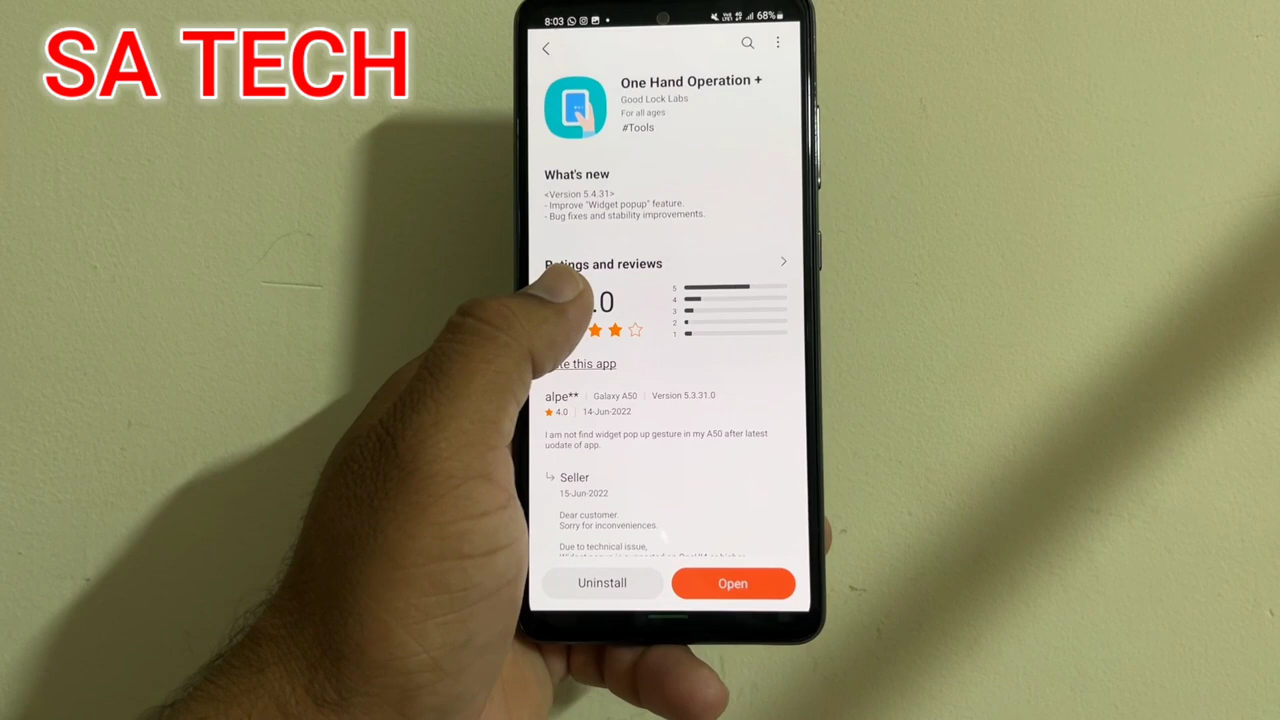 SA TECH
8:03
68%
One Hand Operation +
Good Lock Labs
For all ages
#Tools
What's new
<Version 5.4.31>
- Improve "Widget popup" feature.
- Bug fixes and stability improvements.
Ratings and reviews
.0
5
4
3
2
1
this app
alpe** | Galaxy A50 | Version 5.3.31.0
4.0 | 14-Jun-2022
I am not find widget pop up gesture in my A50 after latest
uodate of app.
Seller
15-Jun-2022
Dear customer.
Sorry for inconveniences.
Due to technical issue,
Uninstall
Open